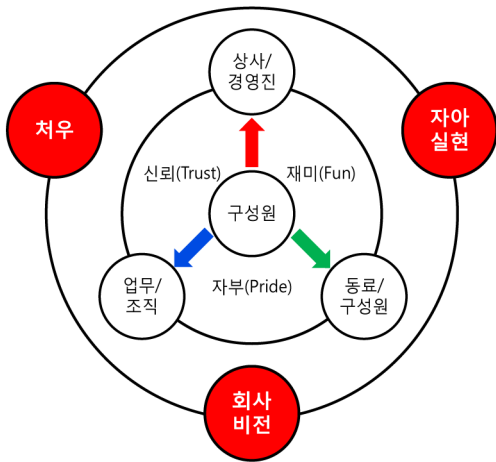 상사/
경영진
처우
자아
실현
신뢰(Trust)
재미(Fun)
구성원
업무/
조직
자부(Pride)
동료/
구성원
회사
비전